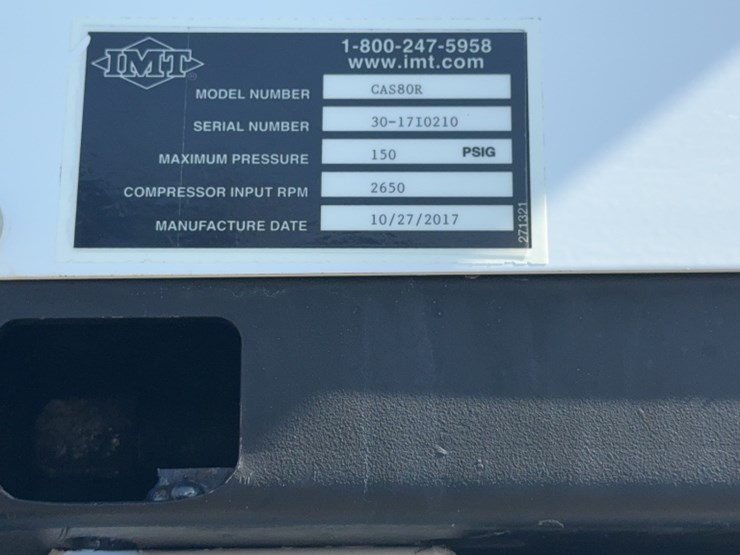 IMT®
1-800-247-5958
www.imt.com
MODEL NUMBER CAS80R
SERIAL NUMBER 30-17I0210
MAXIMUM PRESSURE 150 PSIG
COMPRESSOR INPUT RPM 2650
MANUFACTURE DATE 10/27/2017
271321